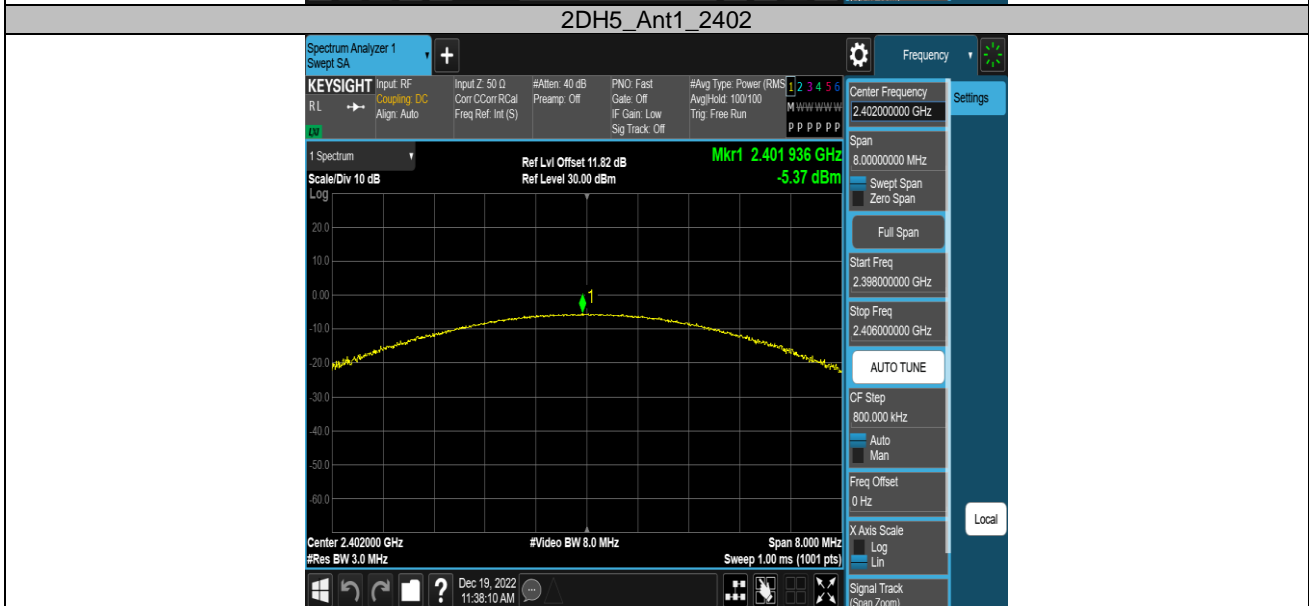 2DH5_Ant1_2402
Spectrum Analyzer 1
Swept SA
+
Frequency
KEYSIGHT
RL
LXI
Input: RF
Coupling: DC
Align: Auto
Input Z: 50 Ω
Corr CCorr RCal
Freq Ref: Int (S)
#Atten: 40 dB
Preamp: Off
PNO: Fast
Gate: Off
IF Gain: Low
Sig Track: Off
#Avg Type: Power (RMS
Avg|Hold: 100/100
Trig: Free Run
1 2 3 4 5 6
M W W W W W
P P P P P P
1 Spectrum
Scale/Div 10 dB
Log
Ref Lvl Offset 11.82 dB
Ref Level 30.00 dBm
Mkr1 2.401 936 GHz
-5.37 dBm
20.0
10.0
0.00
-10.0
-20.0
-30.0
-40.0
-50.0
-60.0
1
Center 2.402000 GHz
#Res BW 3.0 MHz
#Video BW 8.0 MHz
Span 8.000 MHz
Sweep 1.00 ms (1001 pts)
Center Frequency
2.402000000 GHz
Span
8.00000000 MHz
Swept Span
Zero Span
Full Span
Start Freq
2.398000000 GHz
Stop Freq
2.406000000 GHz
AUTO TUNE
CF Step
800.000 kHz
Auto
Man
Freq Offset
0 Hz
X Axis Scale
Log
Lin
Signal Track
(Span Zoom)
Settings
Local
?
Dec 19, 2022
11:38:10 AM